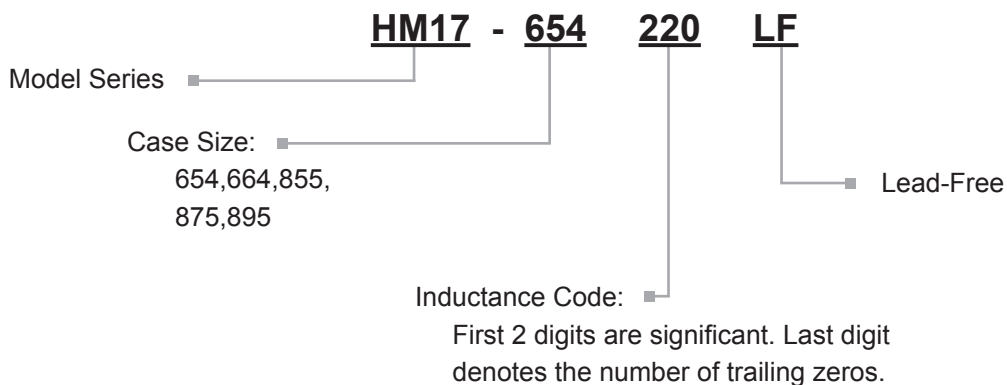 HM17 - 654 220 LF
Model Series
Case Size:
654,664,855,
875,895
Lead-Free
Inductance Code:
First 2 digits are significant. Last digit
denotes the number of trailing zeros.